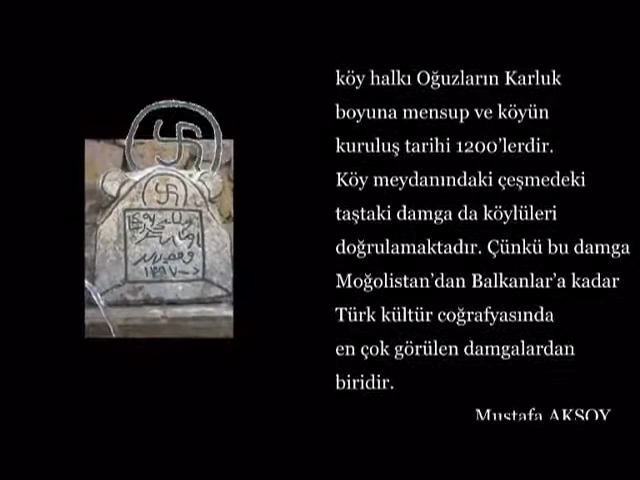 köy halkı Oğuzların Karluk
boyuna mensup ve köyün
kuruluş tarihi 1200'lerdir.
Köy meydanındaki çeşmedeki
taştaki damga da köylüleri
doğrulamaktadır. Çünkü bu damga
Moğolistan'dan Balkanlar'a kadar
Türk kültür coğrafyasında
en çok görülen damgalardan
biridir.
Mustafa AKSOY